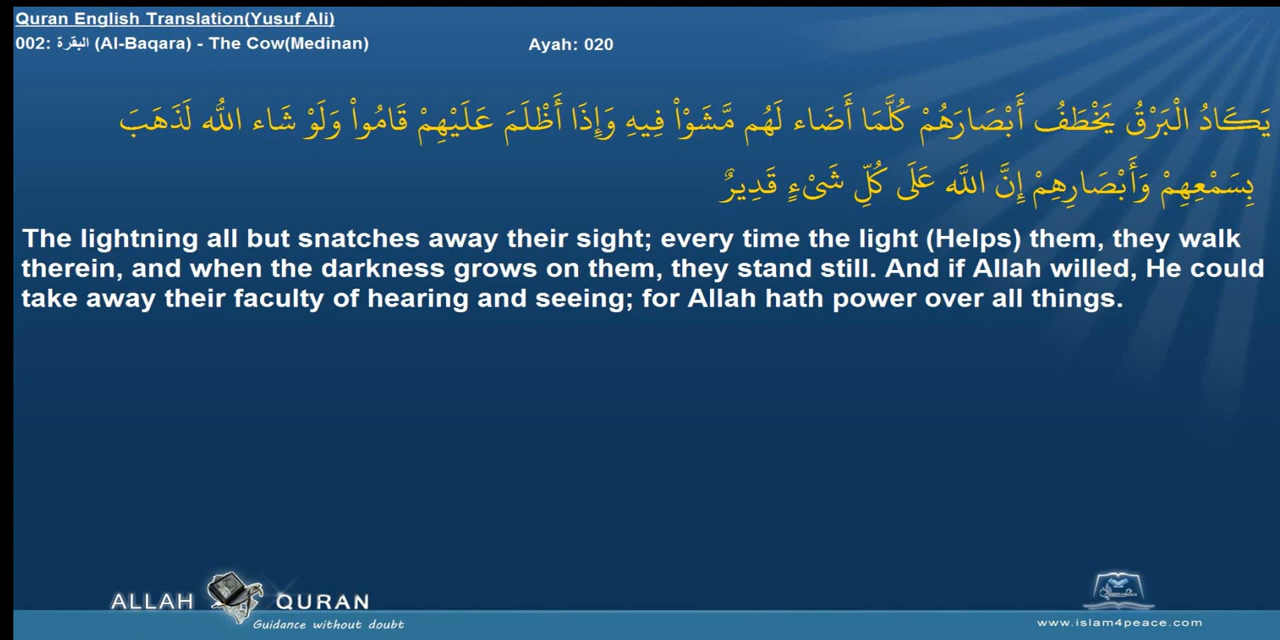 Quran English Translation(Yusuf Ali)
002: البقرة (Al-Baqara) - The Cow(Medinan)
Ayah: 020
يَكَادُ الْبَرْقُ يَخْطَفُ أَبْصَارَهُمْ كُلَّمَا أَضَاء لَهُم مَّشَوْاْ فِيهِ وَإِذَا أَظْلَمَ عَلَيْهِمْ قَامُواْ وَلَوْ شَاء اللّهُ لَذَهَبَ
بِسَمْعِهِمْ وَأَبْصَارِهِمْ إِنَّ اللَّه عَلَى كُلِّ شَيْءٍ قَدِيرٌ
The lightning all but snatches away their sight; every time the light (Helps) them, they walk
therein, and when the darkness grows on them, they stand still. And if Allah willed, He could
take away their faculty of hearing and seeing; for Allah hath power over all things.
ALLAH QURAN
Guidance without doubt
www.islam4peace.com